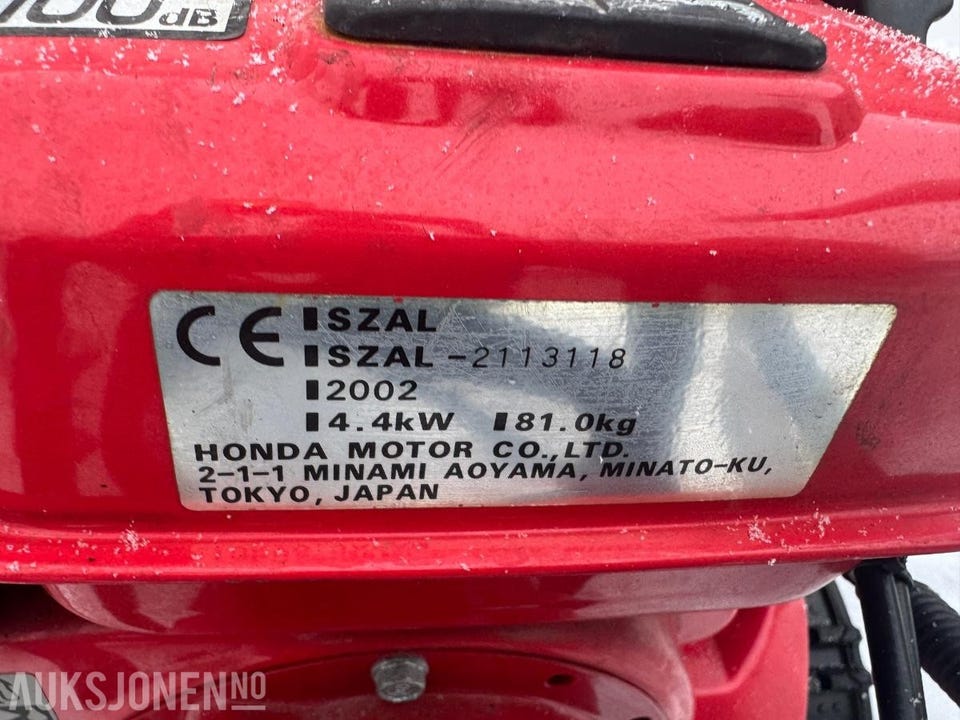 100dB
CE SZAL
SZAL-2113118
2002
4.4kW 81.0kg
HONDA MOTOR CO.,LTD.
2-1-1 MINAMI AOYAMA, MINATO-KU,
TOKYO, JAPAN
AUKSJONEN NO